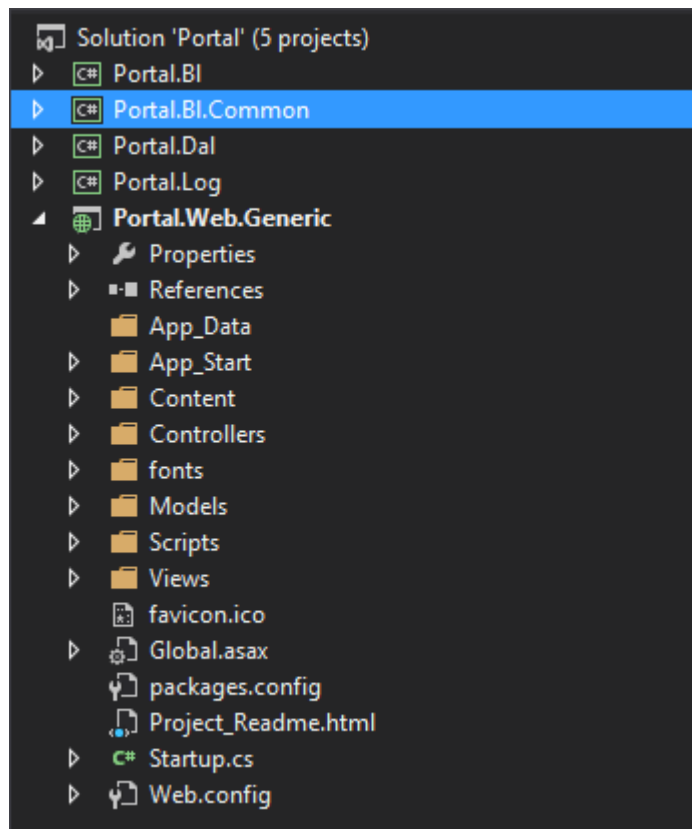 Solution 'Portal' (5 projects)
C# Portal.Bl
C# Portal.Bl.Common
C# Portal.Dal
C# Portal.Log
Portal.Web.Generic
Properties
References
App_Data
App_Start
Content
Controllers
fonts
Models
Scripts
Views
favicon.ico
Global.asax
packages.config
Project_Readme.html
C# Startup.cs
Web.config